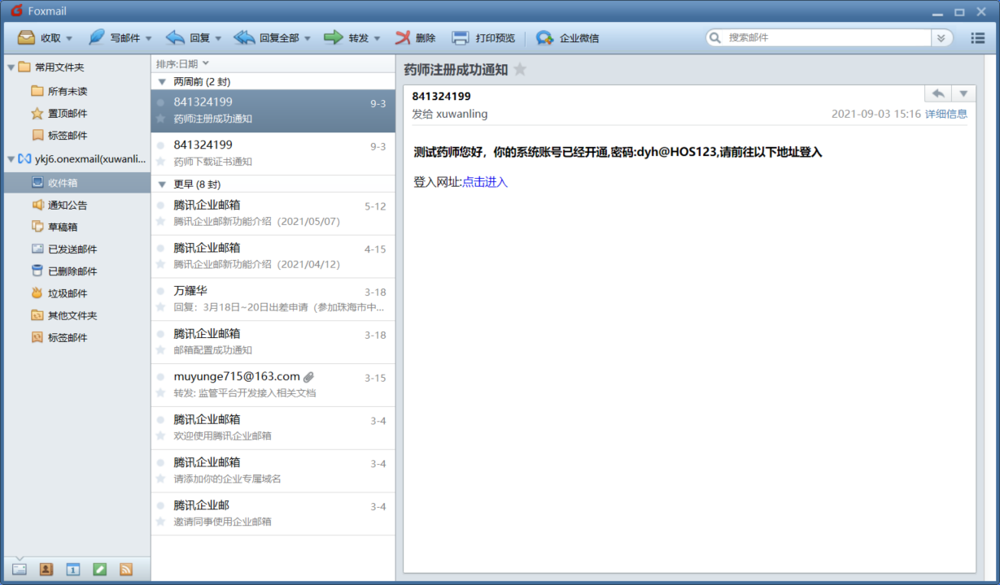 Foxmail
收取 写邮件 回复 回复全部 转发 删除 打印预览 企业微信 搜索邮件
常用文件夹
所有未读
置顶邮件
标签邮件
ykj6.onexmail(xuwanli...
收件箱
通知公告
草稿箱
已发送邮件
已删除邮件
垃圾邮件
其他文件夹
标签邮件
1
排序:日期
两周前 (2 封)
841324199 9-3
药师注册成功通知
841324199 9-3
药师下载证书通知
更早 (8 封)
腾讯企业邮箱 5-12
腾讯企业邮新功能介绍（2021/05/07）
腾讯企业邮箱 4-15
腾讯企业邮新功能介绍（2021/04/12）
万耀华 3-18
回复：3月18日~20日出差申请（参加珠海市中...
腾讯企业邮箱 3-18
邮箱配置成功通知
muyunge715@163.com 3-15
转发: 监管平台开发接入相关文档
腾讯企业邮箱 3-4
欢迎使用腾讯企业邮箱
腾讯企业邮箱 3-4
请添加你的企业专属域名
腾讯企业邮 3-4
邀请同事使用企业邮箱
药师注册成功通知
841324199
发给 xuwanling 2021-09-03 15:16 详细信息
测试药师您好，你的系统账号已经开通,密码:dyh@HOS123,请前往以下地址登入
登入网址:点击进入